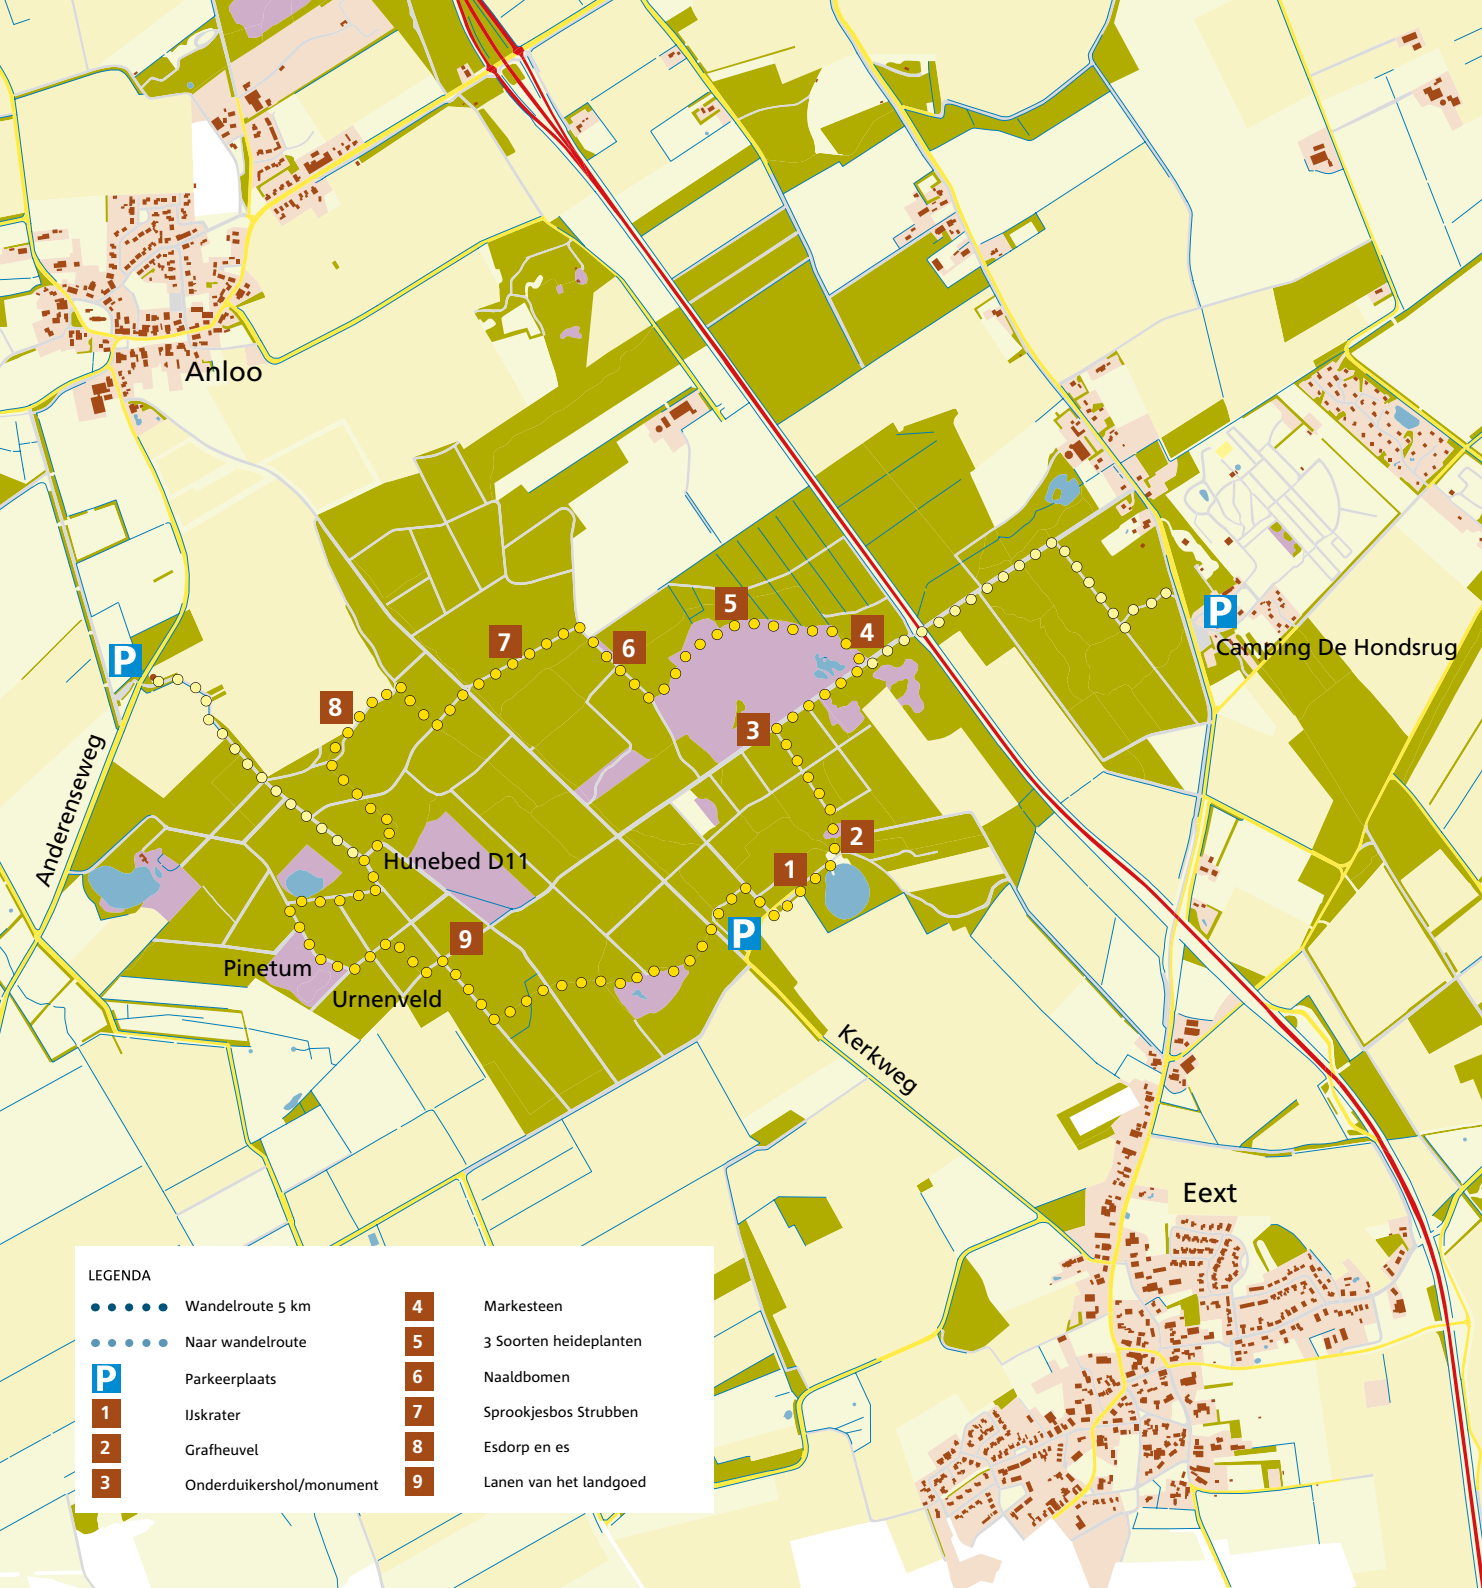 Anloo
5
4
7
6
P
P
Camping De Hondsrug
8
3
Anderenseweg
2
Hunebed D11
1
9
P
Pinetum
Urnenveld
Kerkweg
Eext
LEGENDA
Wandelroute 5 km
Naar wandelroute
P Parkeerplaats
1 IJskrater
2 Grafheuvel
3 Onderduikershol/monument
4 Markesteen
5 3 Soorten heideplanten
6 Naaldbomen
7 Sprookjesbos Strubben
8 Esdorp en es
9 Lanen van het landgoed